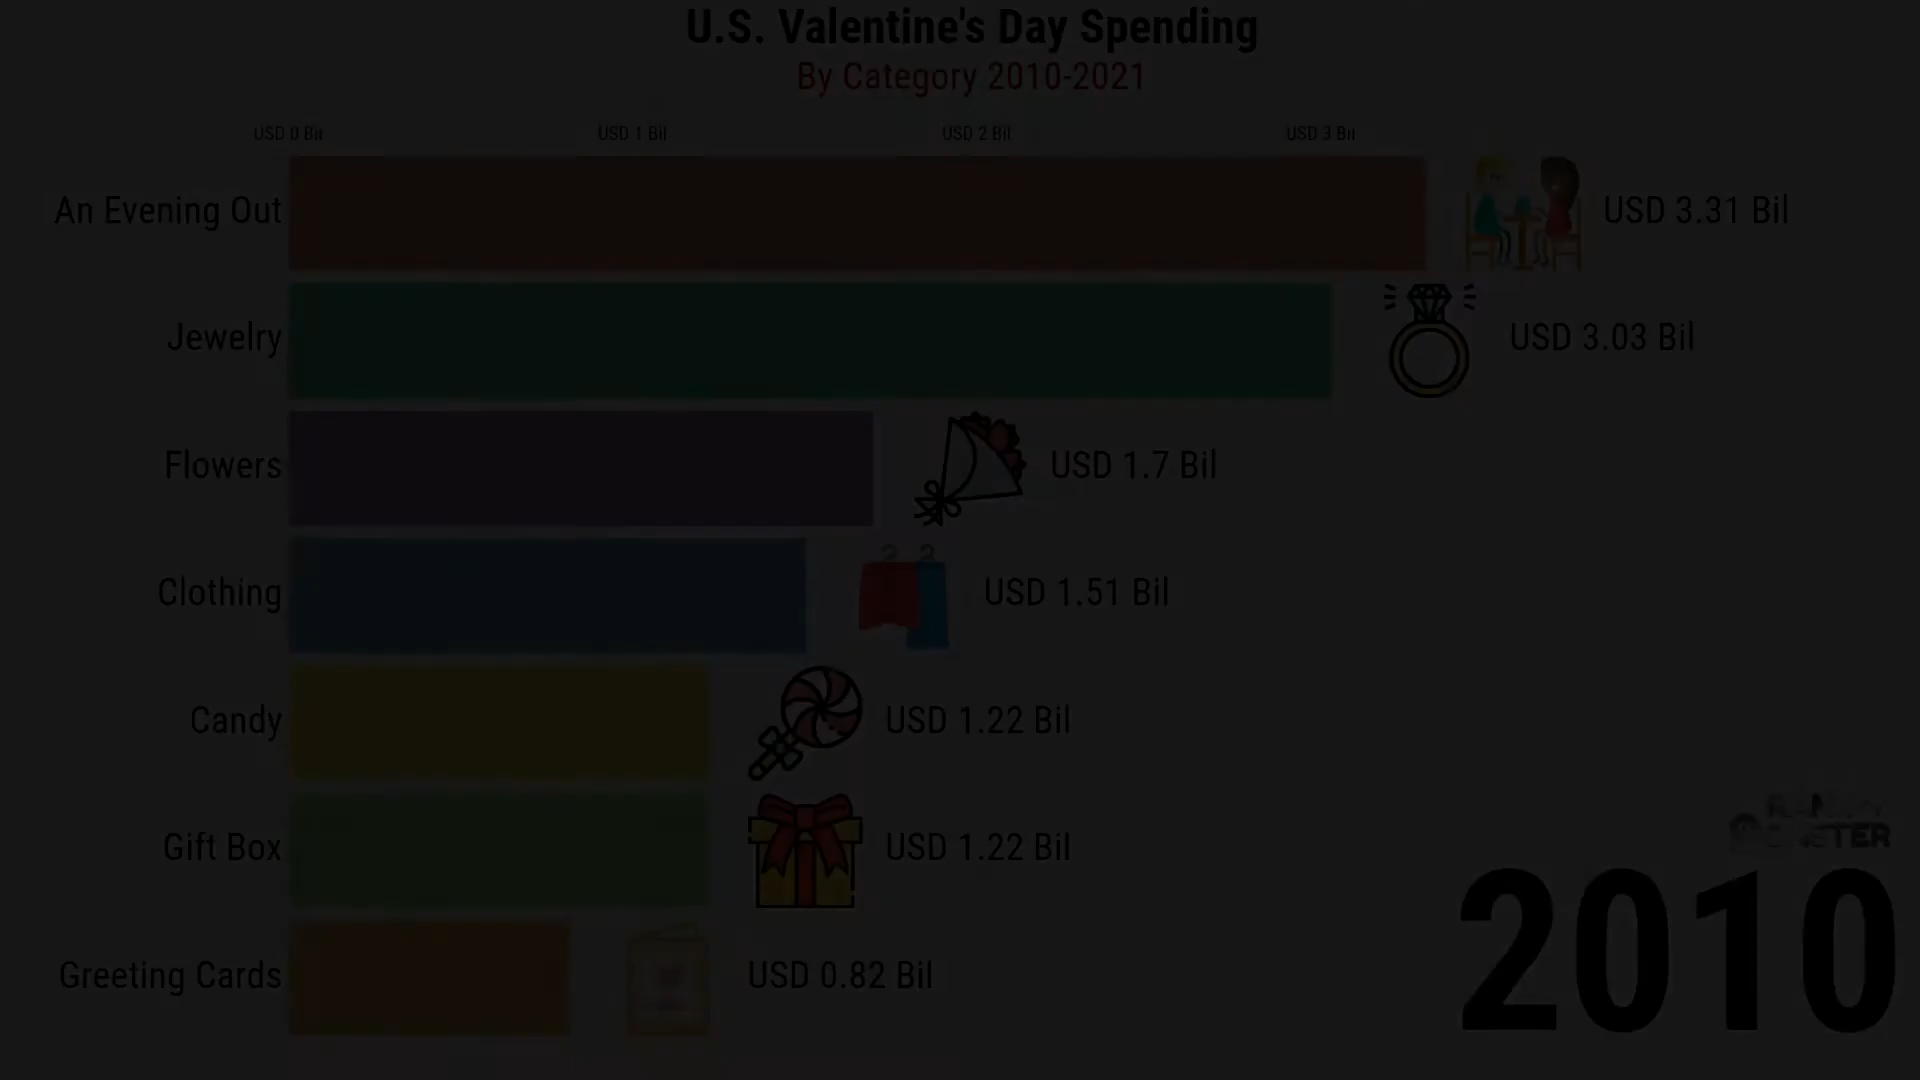 U.S. Valentine's Day Spending
By Category 2010-2021
USD 0 Bil USD 1 Bil USD 2 Bil USD 3 Bil
An Evening Out USD 3.31 Bil
Jewelry USD 3.03 Bil
Flowers USD 1.7 Bil
Clothing USD 1.51 Bil
Candy USD 1.22 Bil
Gift Box USD 1.22 Bil
Greeting Cards USD 0.82 Bil
2010